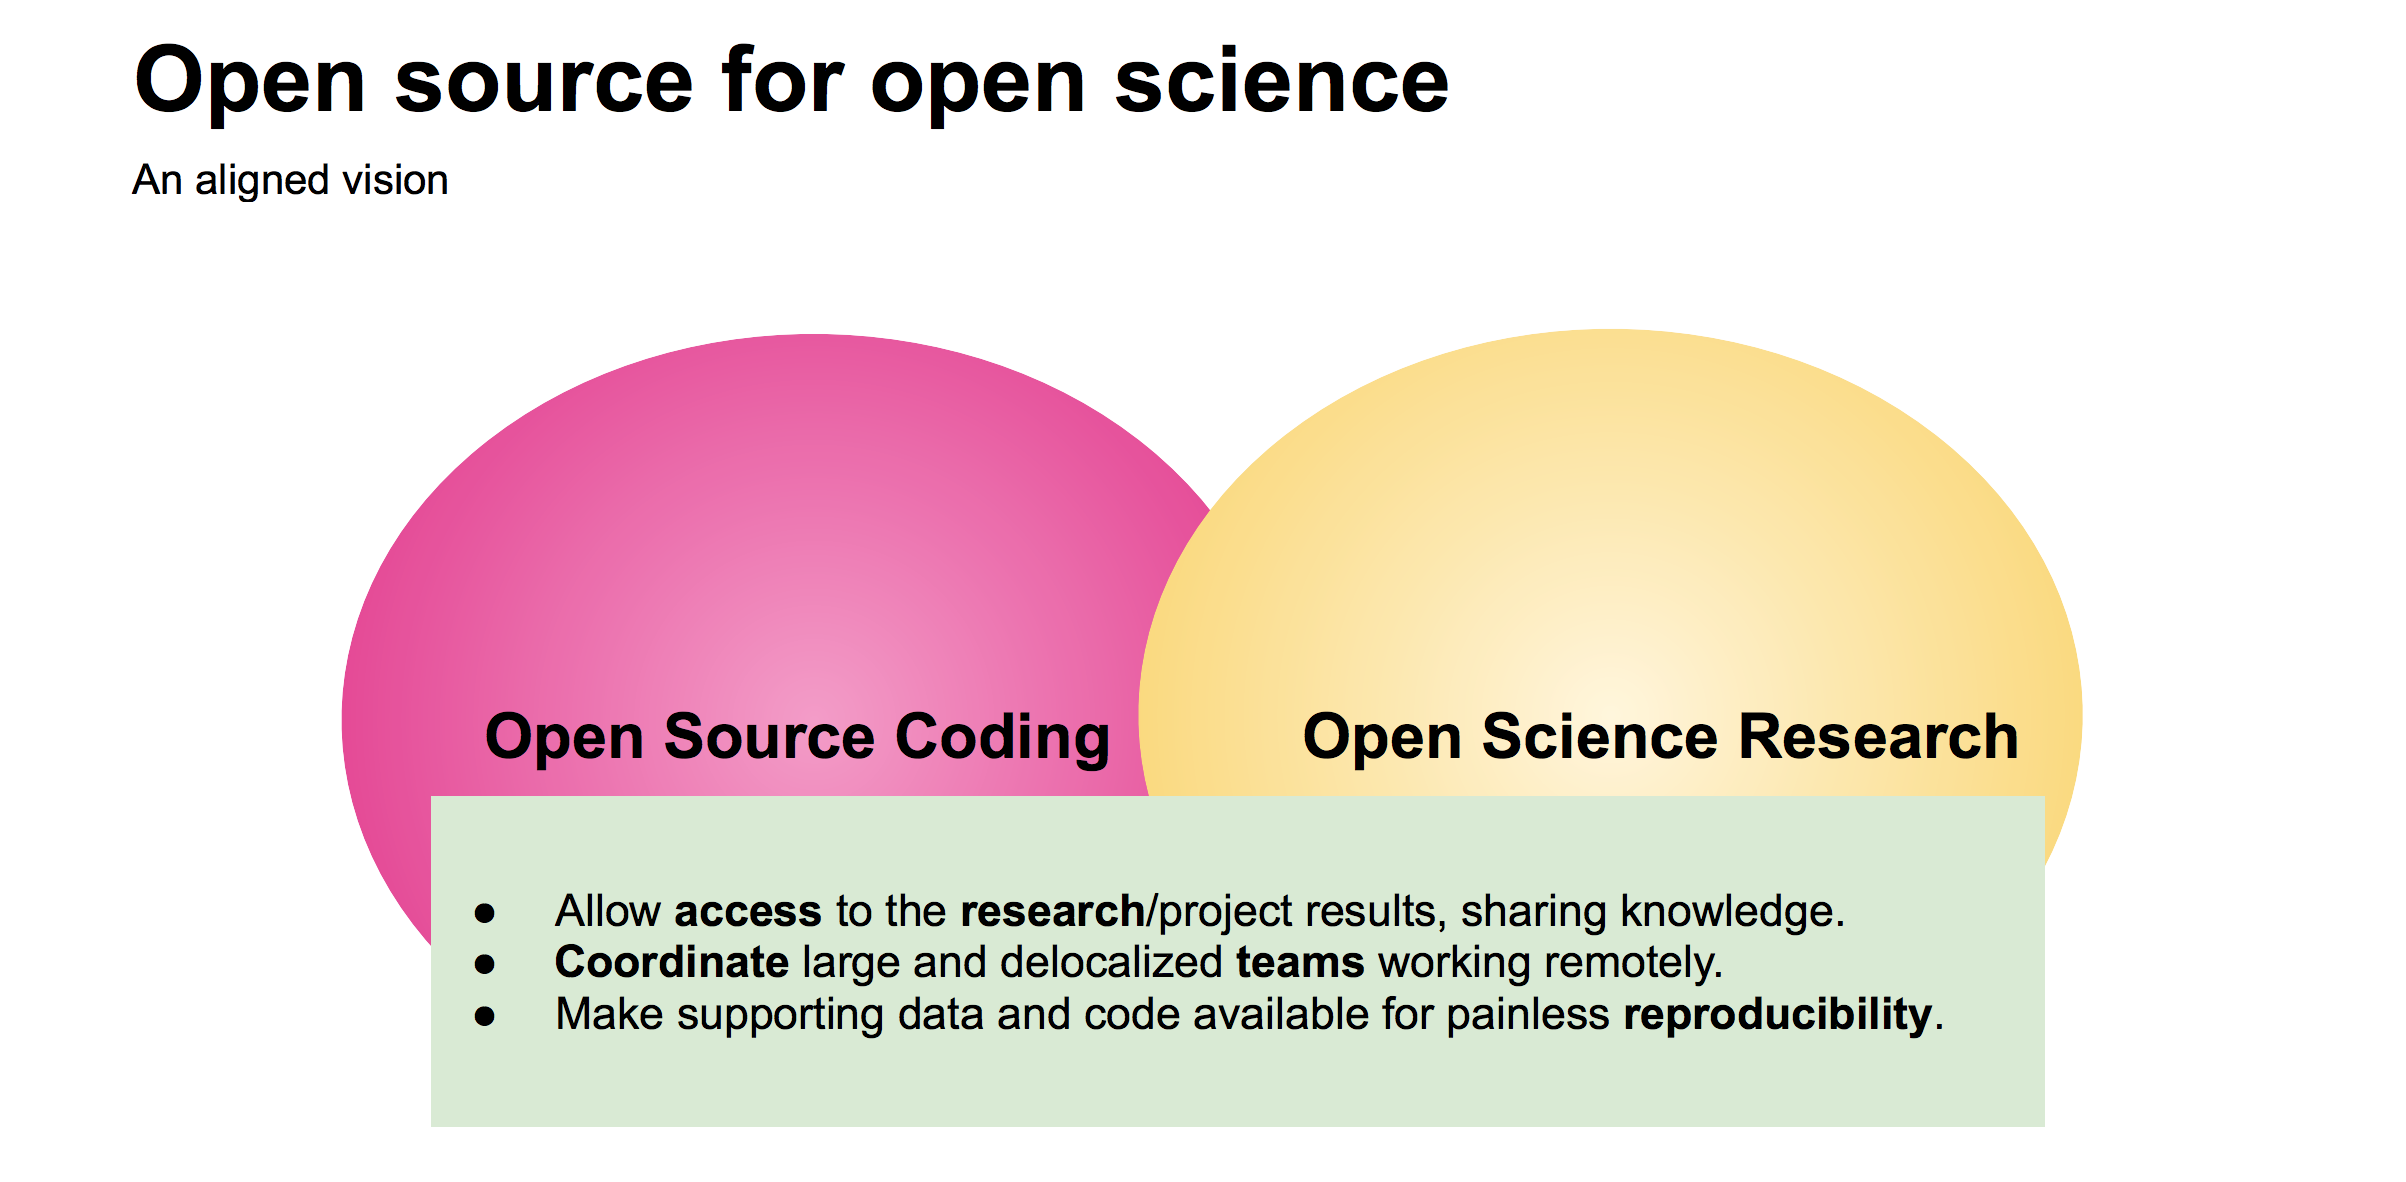 Open source for open science
An aligned vision
Open Source Coding
Open Science Research
● Allow access to the research/project results, sharing knowledge.
● Coordinate large and delocalized teams working remotely.
● Make supporting data and code available for painless reproducibility.